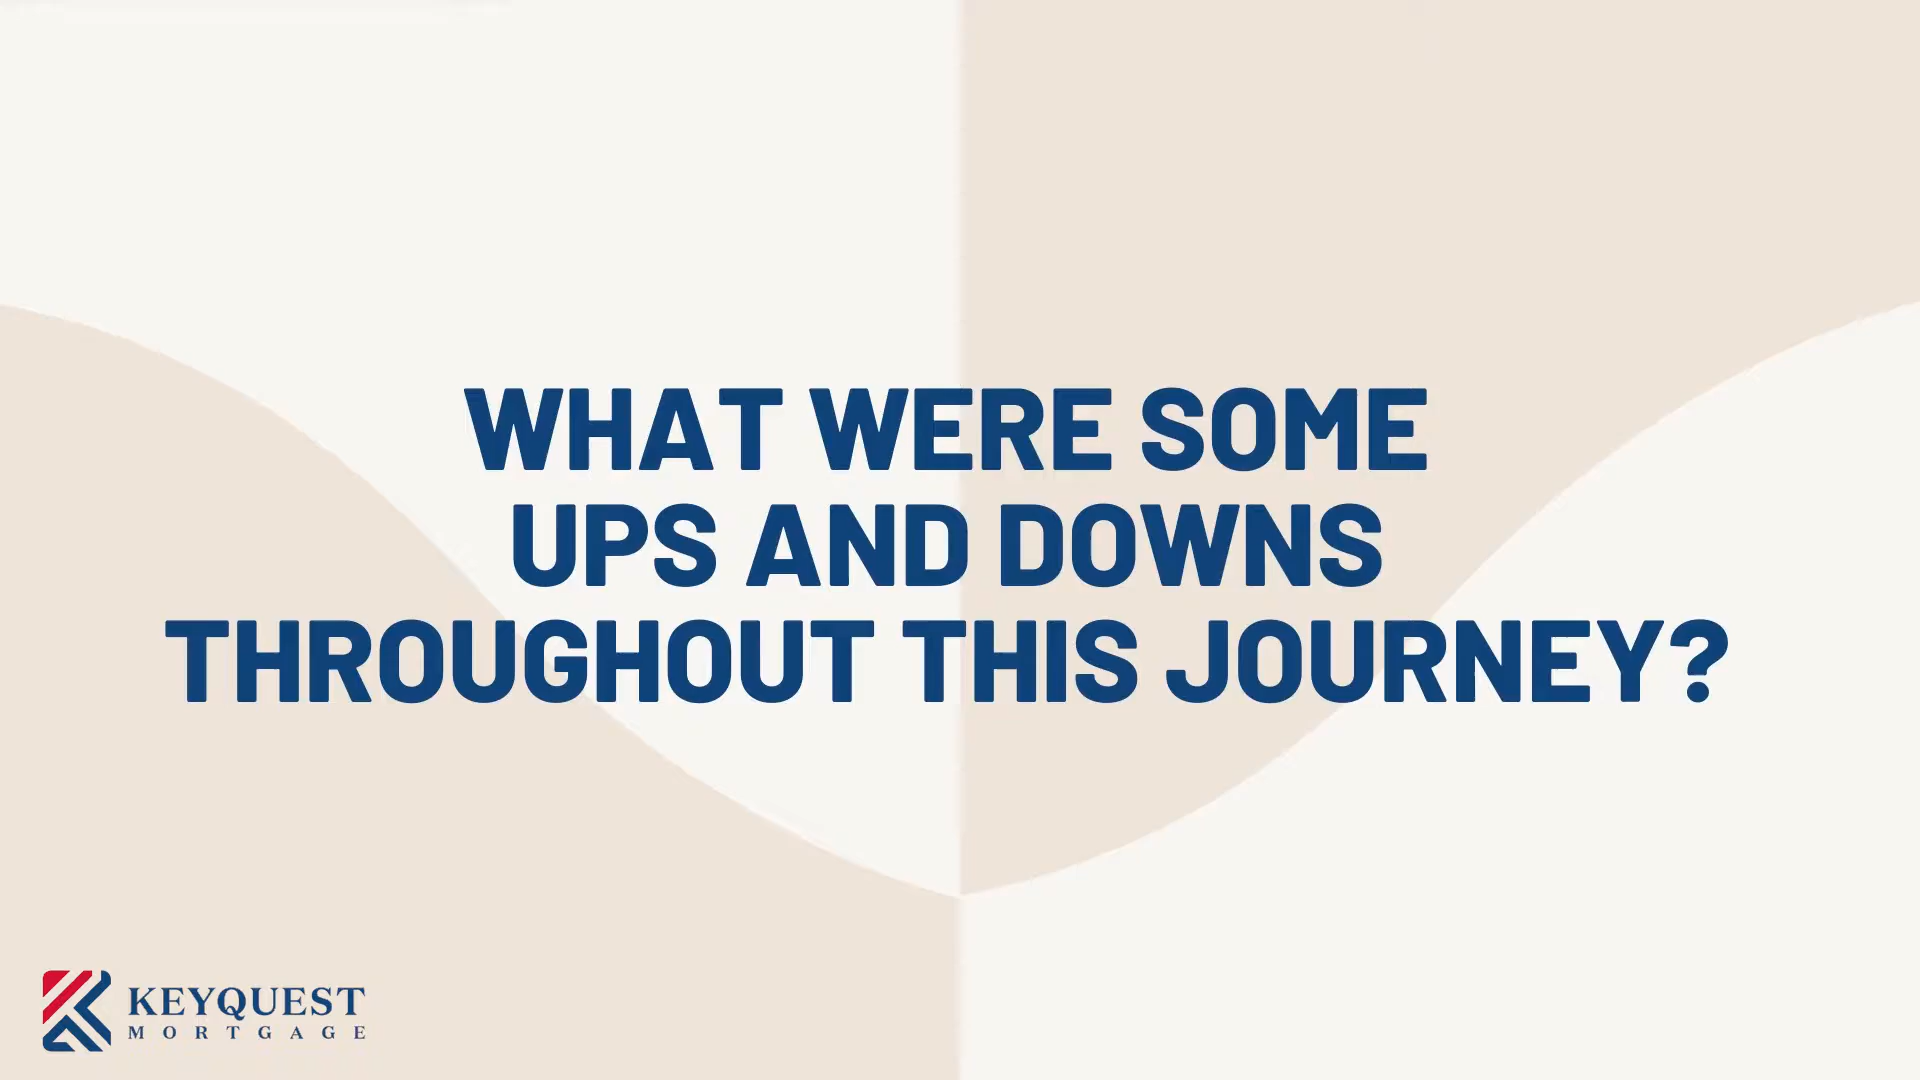 WHAT WERE SOME
UPS AND DOWNS
THROUGHOUT THIS JOURNEY?
KEYQUEST
MORTGAGE